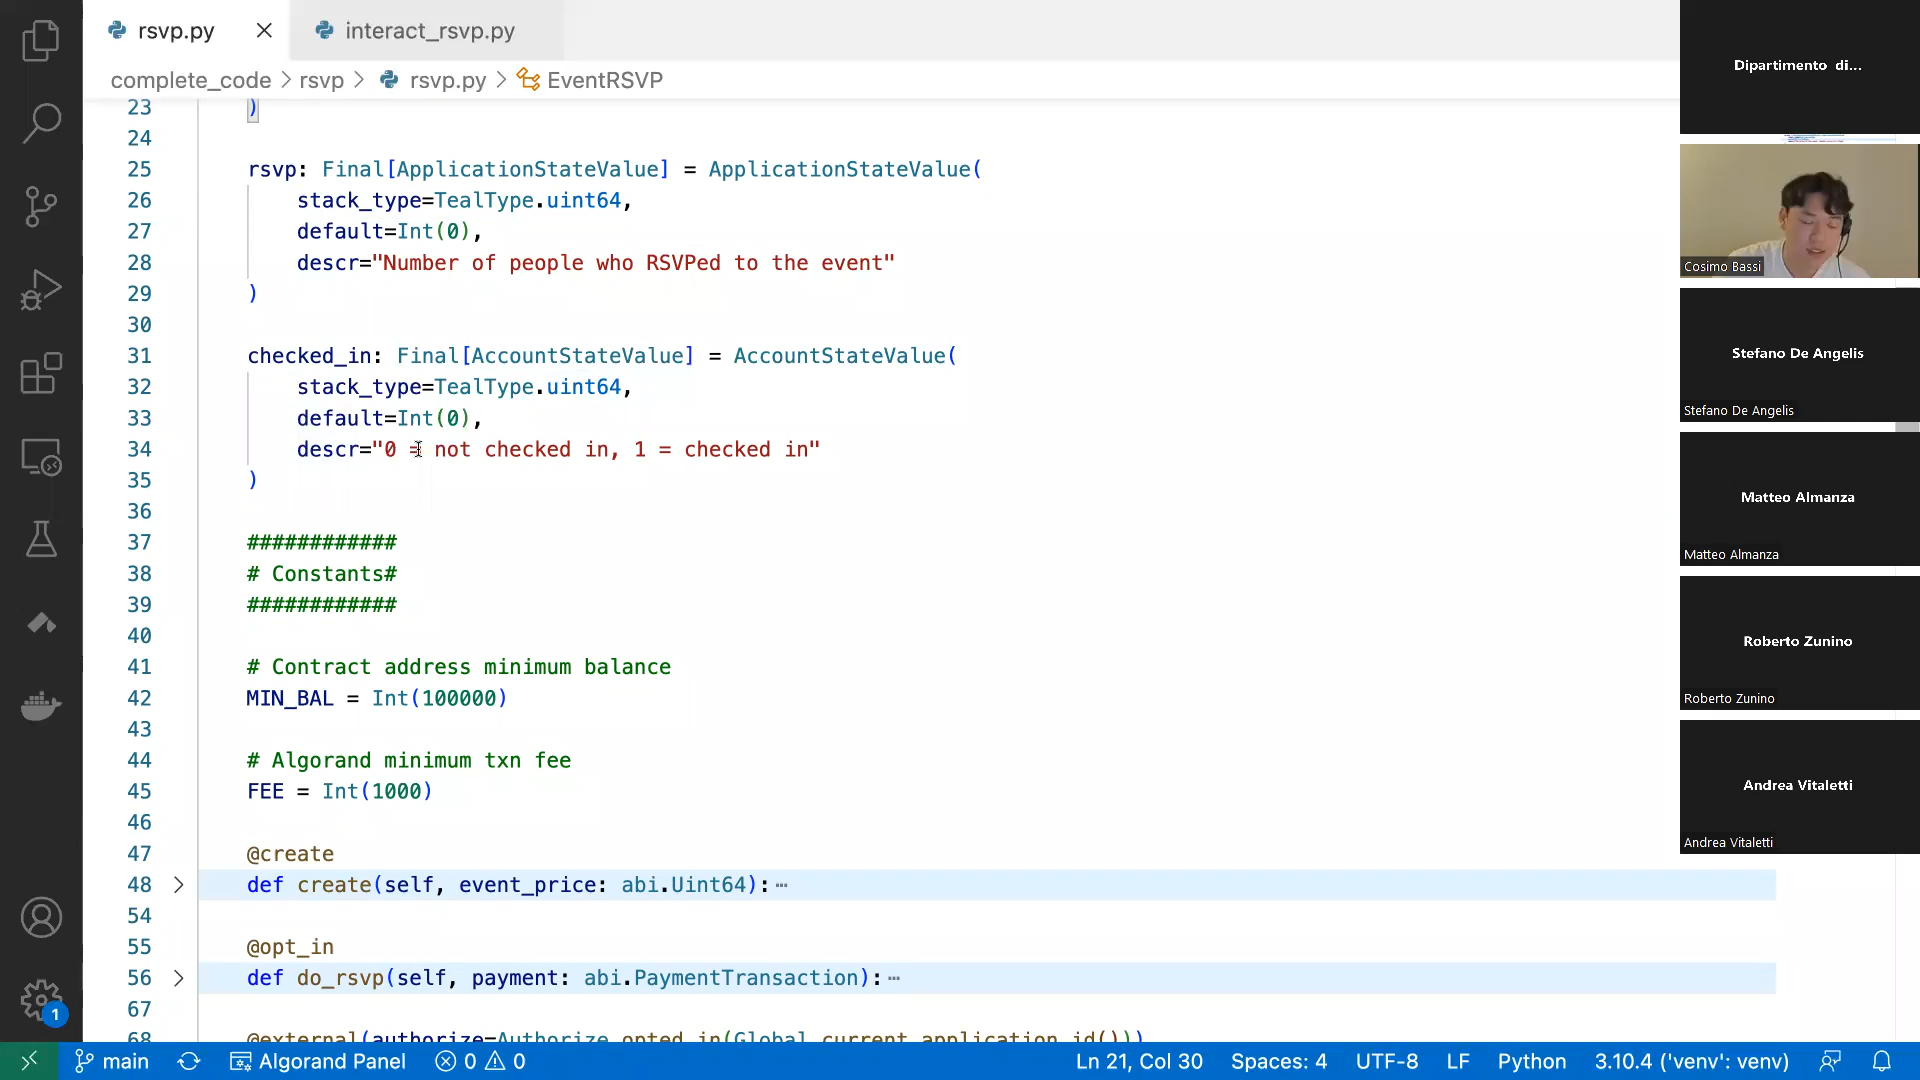 rsvp.py
interact_rsvp.py
complete_code > rsvp > rsvp.py > EventRSVP
23 )
24
25 rsvp: Final[ApplicationStateValue] = ApplicationStateValue(
26 stack_type=TealType.uint64,
27 default=Int(0),
28 descr="Number of people who RSVPed to the event"
29 )
30
31 checked_in: Final[AccountStateValue] = AccountStateValue(
32 stack_type=TealType.uint64,
33 default=Int(0),
34 descr="0 = not checked in, 1 = checked in"
35 )
36
37 ############
38 # Constants#
39 ############
40
41 # Contract address minimum balance
42 MIN_BAL = Int(100000)
43
44 # Algorand minimum txn fee
45 FEE = Int(1000)
46
47 @create
48 > def create(self, event_price: abi.Uint64):⋯
54
55 @opt_in
56 > def do_rsvp(self, payment: abi.PaymentTransaction):⋯
67
68 @external(authorize=Authorize.opted_in(Global.current_application_id()))
Dipartimento di...
Cosimo Bassi
Stefano De Angelis
Stefano De Angelis
Matteo Almanza
Matteo Almanza
Roberto Zunino
Roberto Zunino
Andrea Vitaletti
Andrea Vitaletti
1
main Algorand Panel 0 0 Ln 21, Col 30 Spaces: 4 UTF-8 LF Python 3.10.4 ('venv': venv)